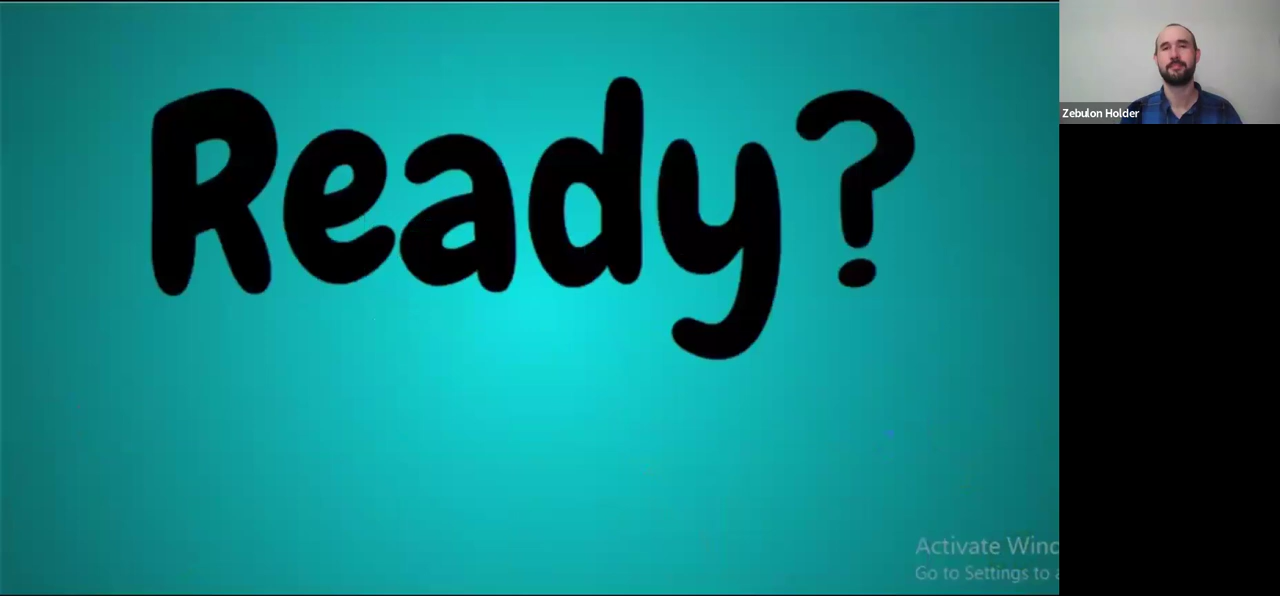 Ready?
Zebulon Holder
Activate Winc
Go to Settings to a